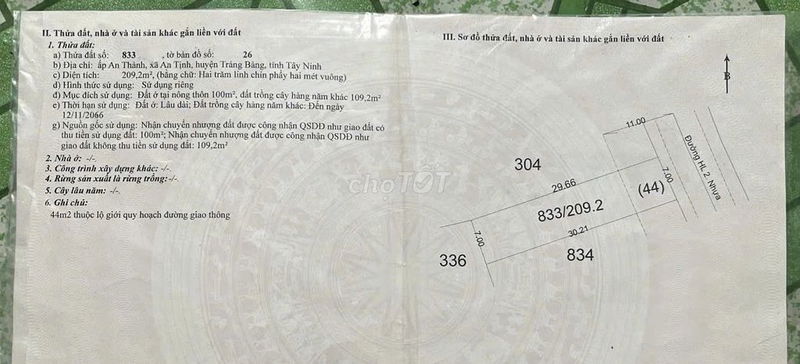 II. Thửa đất, nhà ở và tài sản khác gắn liền với đất
1. Thửa đất:
a) Thửa đất số: 833 , tờ bản đồ số: 26
b) Địa chỉ: ấp An Thành, xã An Tịnh, huyện Trảng Bàng, tỉnh Tây Ninh
c) Diện tích: 209,2m², (bằng chữ: Hai trăm linh chín phẩy hai mét vuông)
d) Hình thức sử dụng: Sử dụng riêng
đ) Mục đích sử dụng: Đất ở tại nông thôn 100m², đất trồng cây hàng năm khác 109,2m²
e) Thời hạn sử dụng: Đất ở: Lâu dài; Đất trồng cây hàng năm khác: Đến ngày
12/11/2066
g) Nguồn gốc sử dụng: Nhận chuyển nhượng đất được công nhận QSDĐ như giao đất có
thu tiền sử dụng đất: 100m²; Nhận chuyển nhượng đất được công nhận QSDĐ như
giao đất không thu tiền sử dụng đất: 109,2m²
2. Nhà ở: -/-
3. Công trình xây dựng khác: -/-
4. Rừng sản xuất là rừng trồng:-/-
5. Cây lâu năm: -/-
6. Ghi chú:
44m2 thuộc lộ giới quy hoạch đường giao thông
III. Sơ đồ thửa đất, nhà ở và tài sản khác gắn liền với đất
B
11.00
Đường HL 2. Nhựa
304
29.66
7.00
(44)
833/209.2
7.00
30.21
336
834
choTỐT